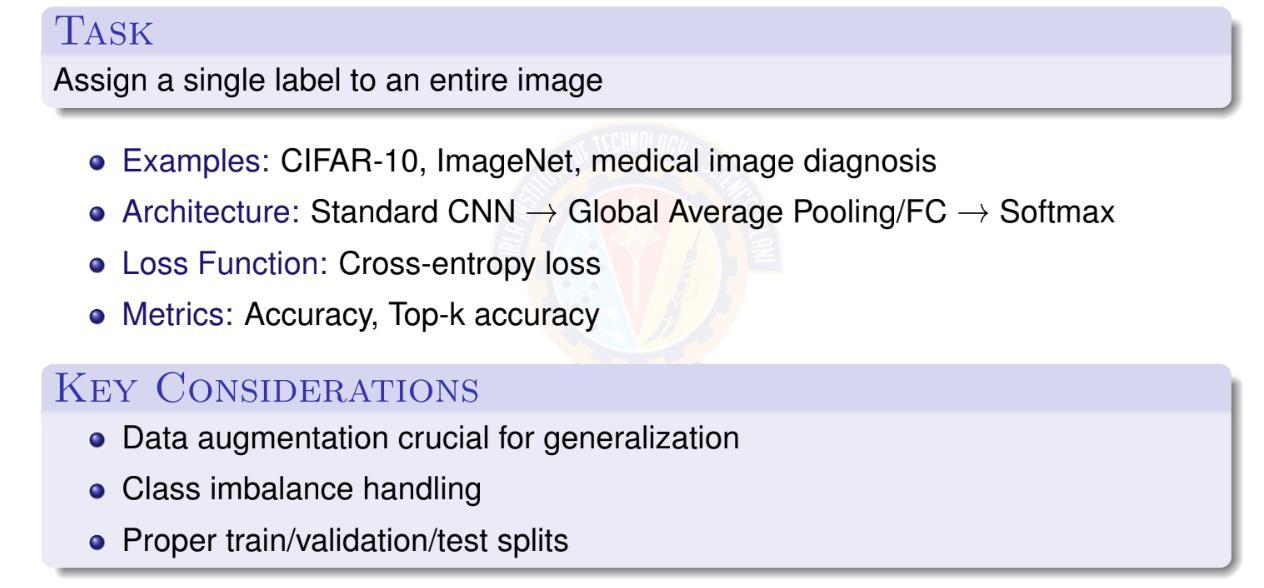 TASK
Assign a single label to an entire image
Examples: CIFAR-10, ImageNet, medical image diagnosis
Architecture: Standard CNN → Global Average Pooling/FC → Softmax
Loss Function: Cross-entropy loss
Metrics: Accuracy, Top-k accuracy
KEY CONSIDERATIONS
Data augmentation crucial for generalization
Class imbalance handling
Proper train/validation/test splits